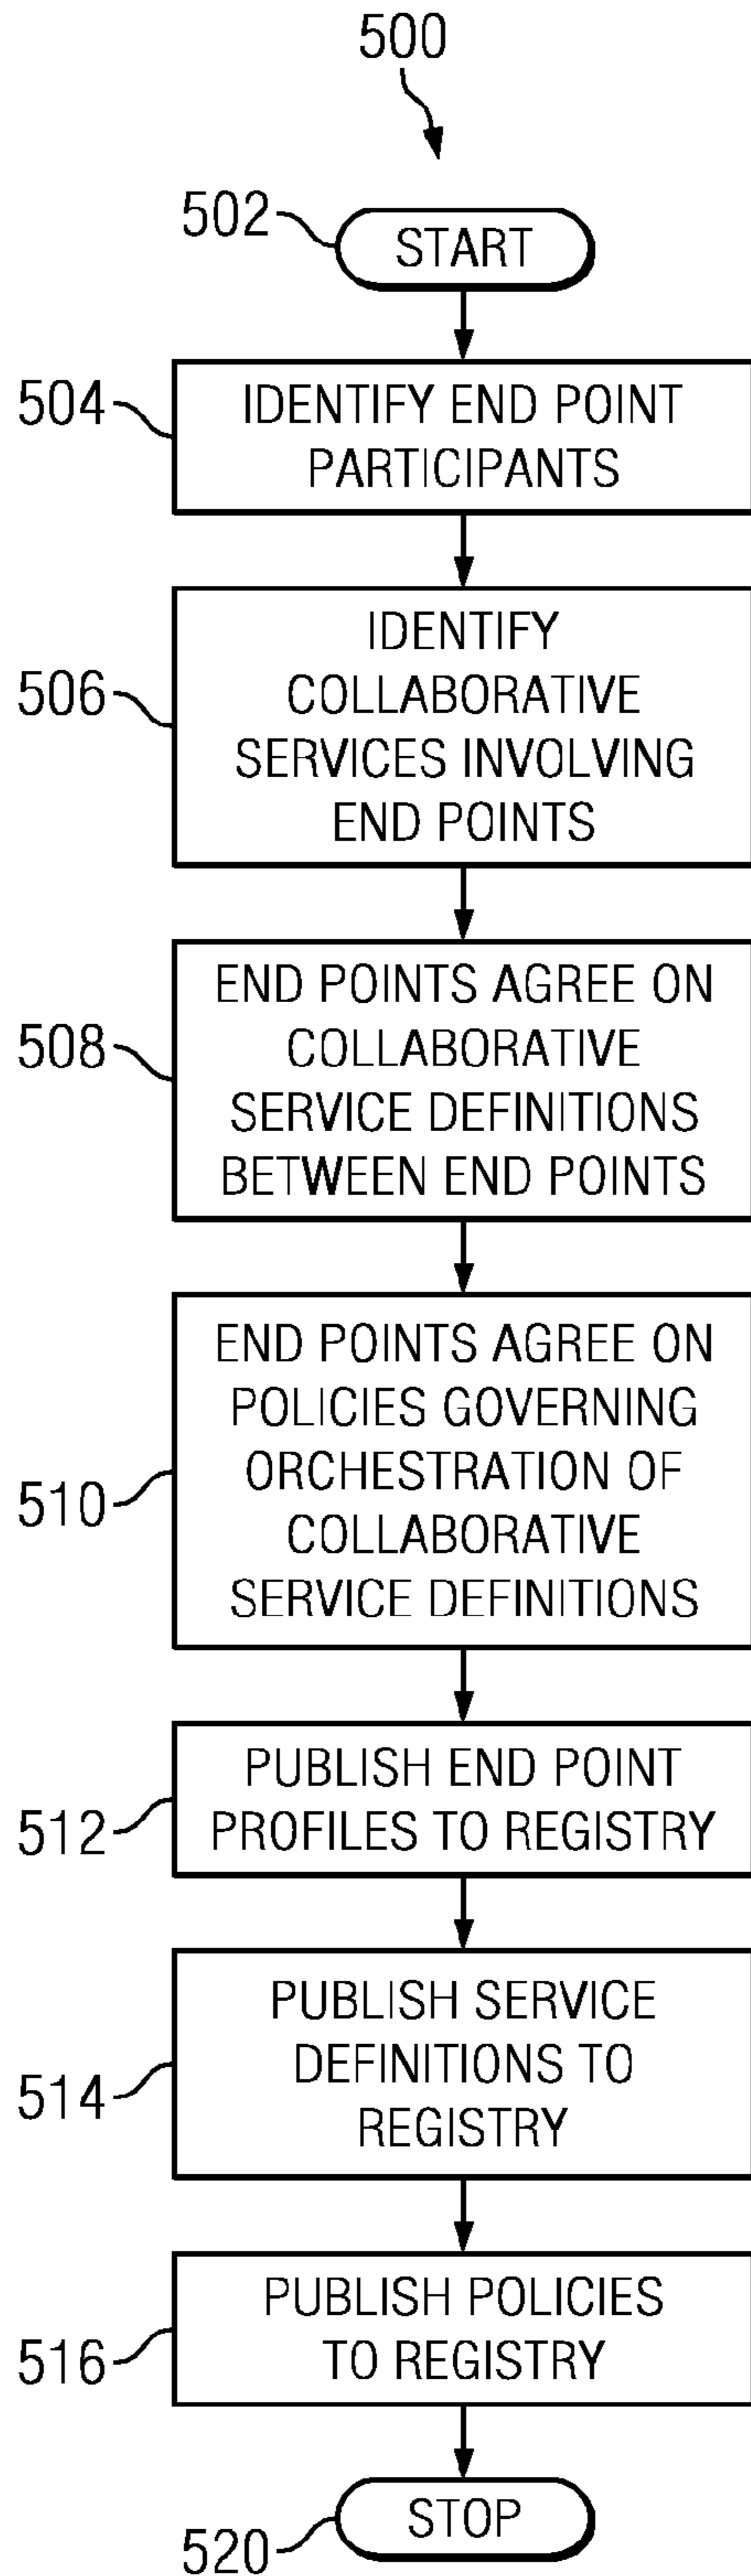 500
502
START
504
IDENTIFY END POINT
PARTICIPANTS
506
IDENTIFY
COLLABORATIVE
SERVICES INVOLVING
END POINTS
508
END POINTS AGREE ON
COLLABORATIVE
SERVICE DEFINITIONS
BETWEEN END POINTS
510
END POINTS AGREE ON
POLICIES GOVERNING
ORCHESTRATION OF
COLLABORATIVE
SERVICE DEFINITIONS
512
PUBLISH END POINT
PROFILES TO REGISTRY
514
PUBLISH SERVICE
DEFINITIONS TO
REGISTRY
516
PUBLISH POLICIES
TO REGISTRY
520
STOP